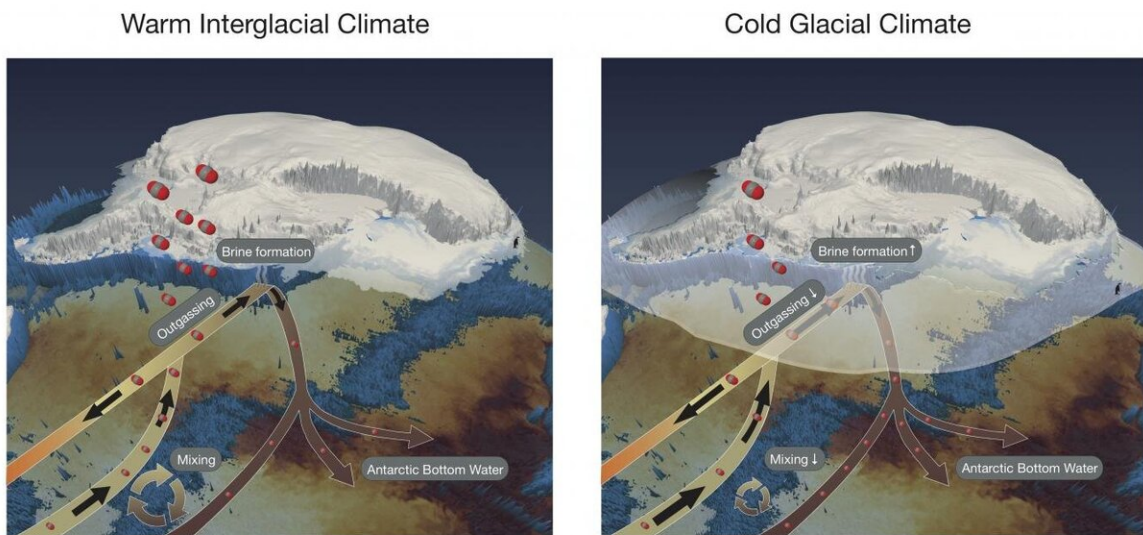 Warm Interglacial Climate
Cold Glacial Climate
Brine formation
Outgassing
Mixing
Antarctic Bottom Water
Brine formation ↑
Outgassing ↓
Mixing ↓
Antarctic Bottom Water